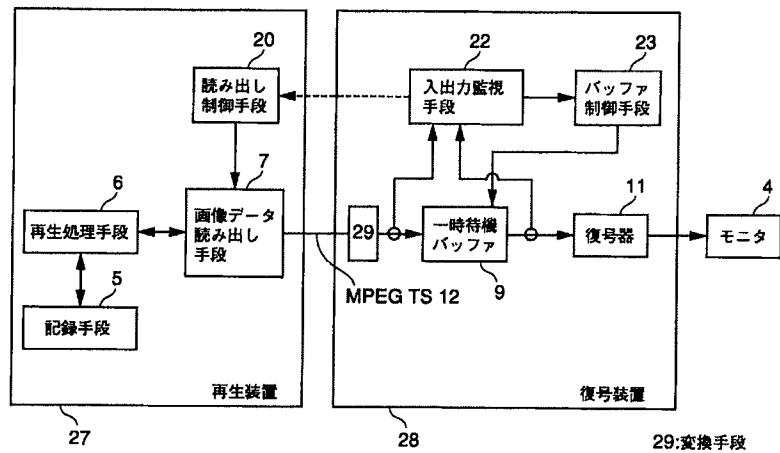 20
読み出し
制御手段
22
入出力監視
手段
23
バッファ
制御手段
6
再生処理手段
7
画像データ
読み出し
手段
29
一時待機
バッファ
9
11
復号器
4
モニタ
5
記録手段
MPEG TS 12
再生装置
復号装置
27
28
29:変換手段